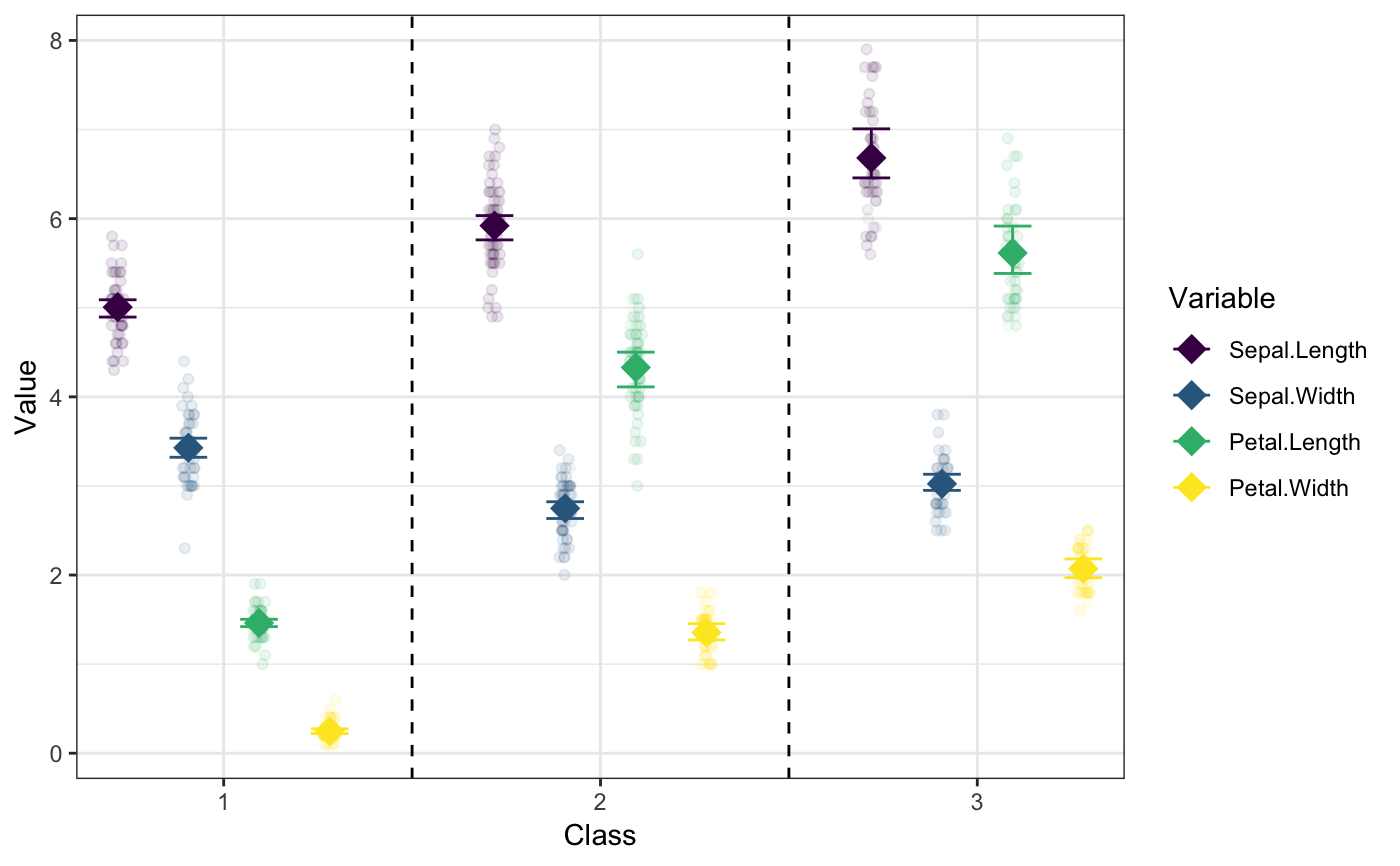 8
6
4
2
0
Value
1
2
3
Class
Variable
Sepal.Length
Sepal.Width
Petal.Length
Petal.Width